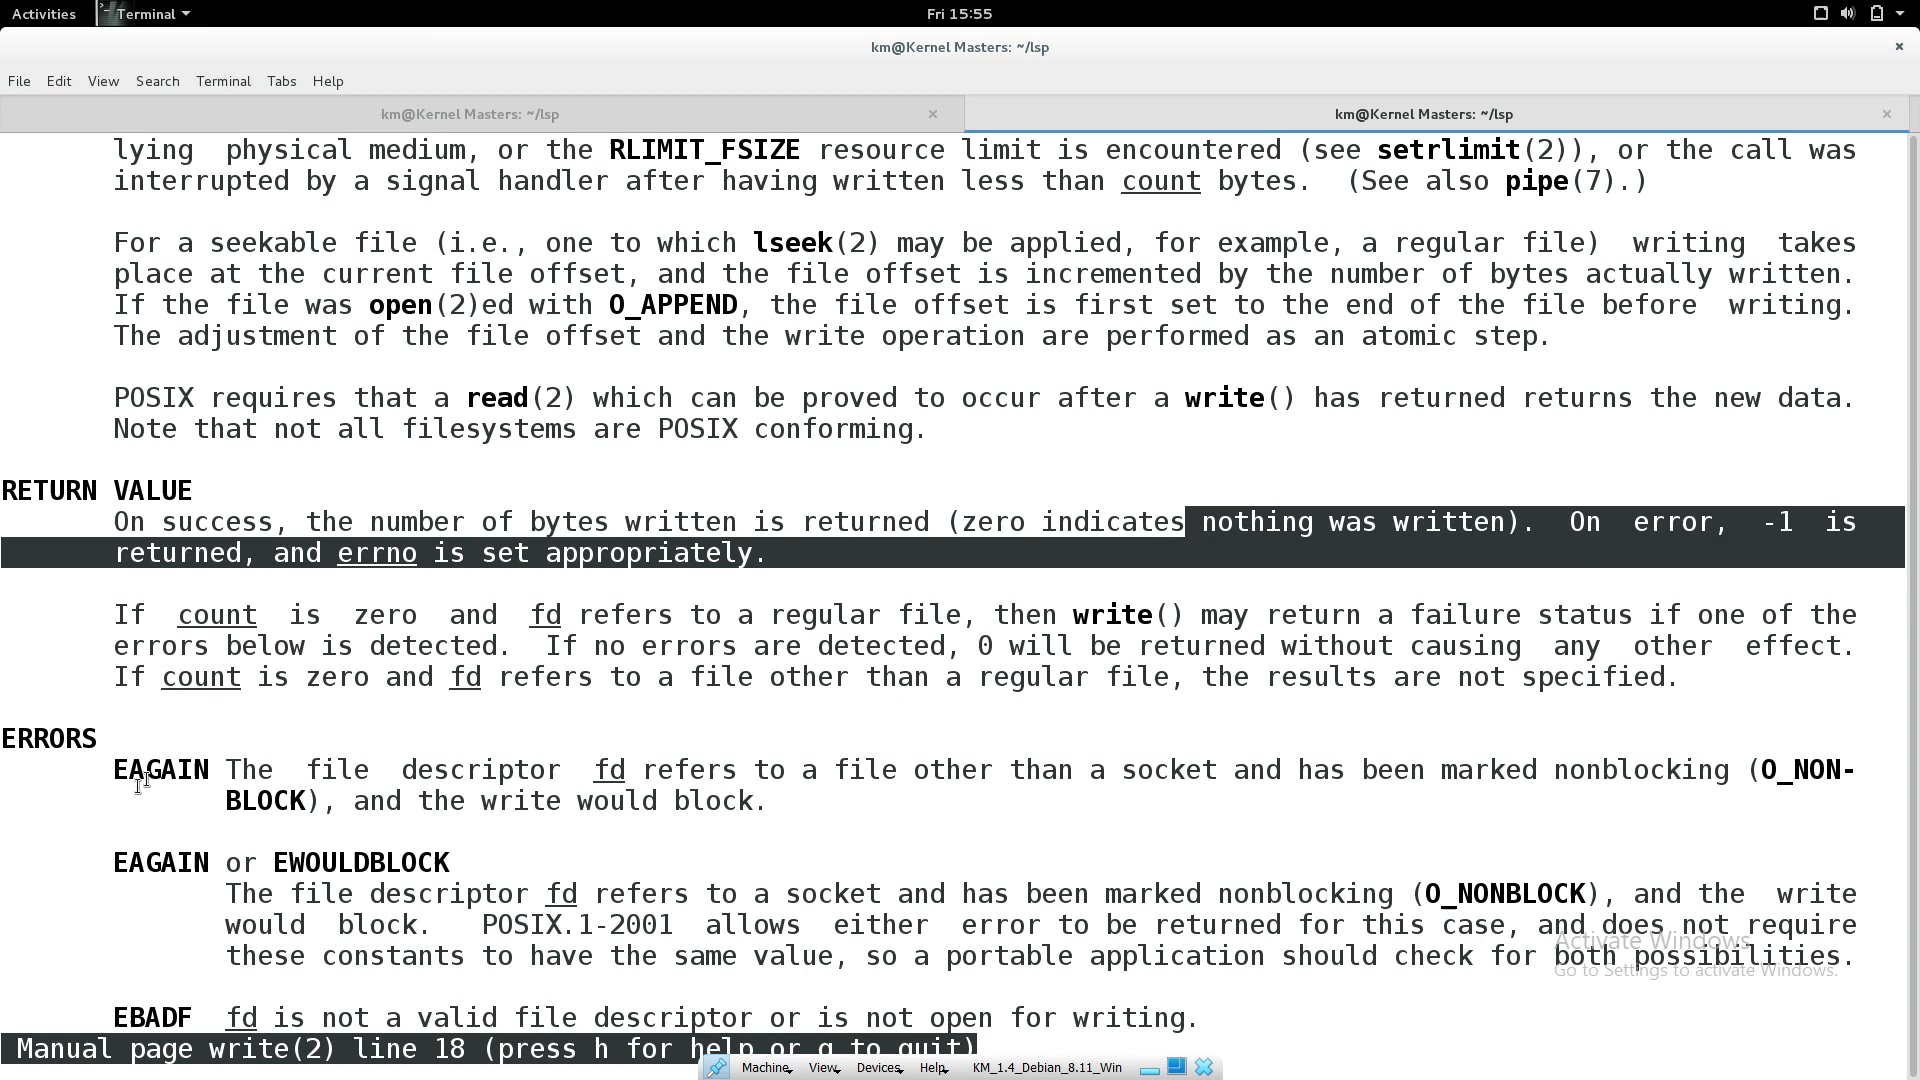 Activities Terminal Fri 15:55
km@Kernel Masters: ~/lsp
File Edit View Search Terminal Tabs Help
km@Kernel Masters: ~/lsp km@Kernel Masters: ~/lsp
lying  physical medium, or the RLIMIT_FSIZE resource limit is encountered (see setrlimit(2)), or the call was
interrupted by a signal handler after having written less than count bytes.  (See also pipe(7).)
For a seekable file (i.e., one to which lseek(2) may be applied, for example, a regular file)  writing  takes
place at the current file offset, and the file offset is incremented by the number of bytes actually written.
If the file was open(2)ed with O_APPEND, the file offset is first set to the end of the file before  writing.
The adjustment of the file offset and the write operation are performed as an atomic step.
POSIX requires that a read(2) which can be proved to occur after a write() has returned returns the new data.
Note that not all filesystems are POSIX conforming.
RETURN VALUE
On success, the number of bytes written is returned (zero indicates nothing was written).  On  error,  -1  is
returned, and errno is set appropriately.
If  count  is  zero  and  fd refers to a regular file, then write() may return a failure status if one of the
errors below is detected.  If no errors are detected, 0 will be returned without causing  any  other  effect.
If count is zero and fd refers to a file other than a regular file, the results are not specified.
ERRORS
EAGAIN The  file  descriptor  fd refers to a file other than a socket and has been marked nonblocking (O_NON-
BLOCK), and the write would block.
EAGAIN or EWOULDBLOCK
The file descriptor fd refers to a socket and has been marked nonblocking (O_NONBLOCK), and the  write
would  block.   POSIX.1-2001  allows  either  error to be returned for this case, and does not require
these constants to have the same value, so a portable application should check for both possibilities.
Activate Windows
Go to Settings to activate Windows.
EBADF  fd is not a valid file descriptor or is not open for writing.
Manual page write(2) line 18 (press h for help or q to quit)
Machine View Devices Help KM_1.4_Debian_8.11_Win